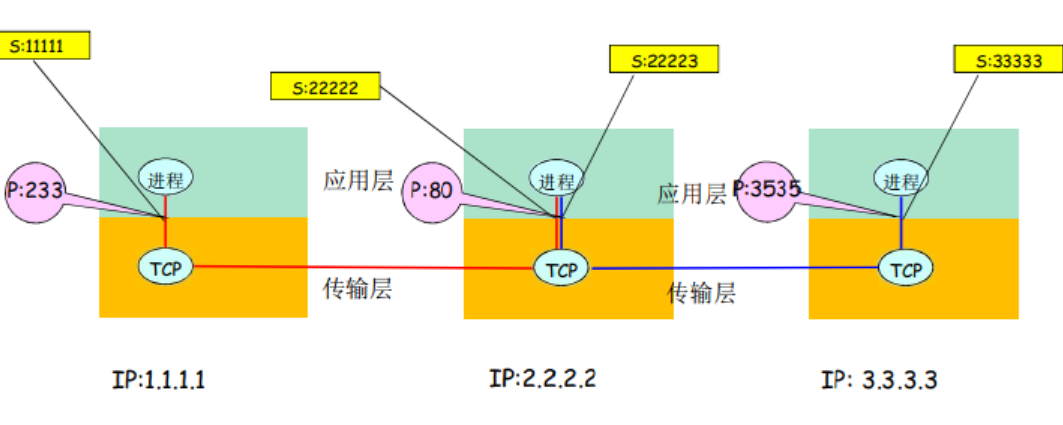 S:11111
S:22222
S:22223
S:33333
P:233
进程
应用层
P:80
进程
应用层
P:3535
进程
TCP
传输层
TCP
传输层
TCP
IP:1.1.1.1
IP:2.2.2.2
IP: 3.3.3.3